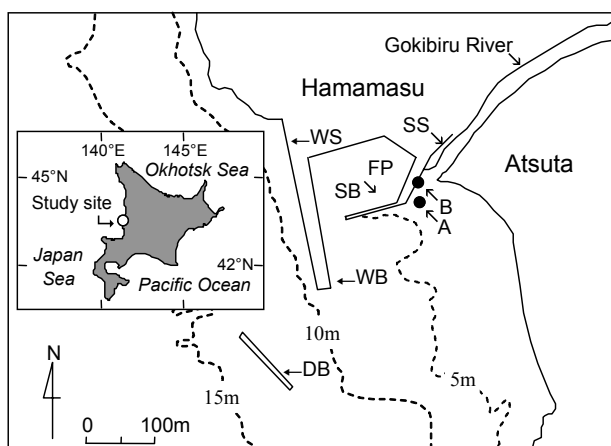 Gokibiru River
Hamamasu
SS
WS
Atsuta
FP
SB
B
A
140°E
145°E
Okhotsk Sea
45°N
Study site
Japan
Sea
Pacific Ocean
42°N
WB
10m
5m
DB
15m
N
0
100m